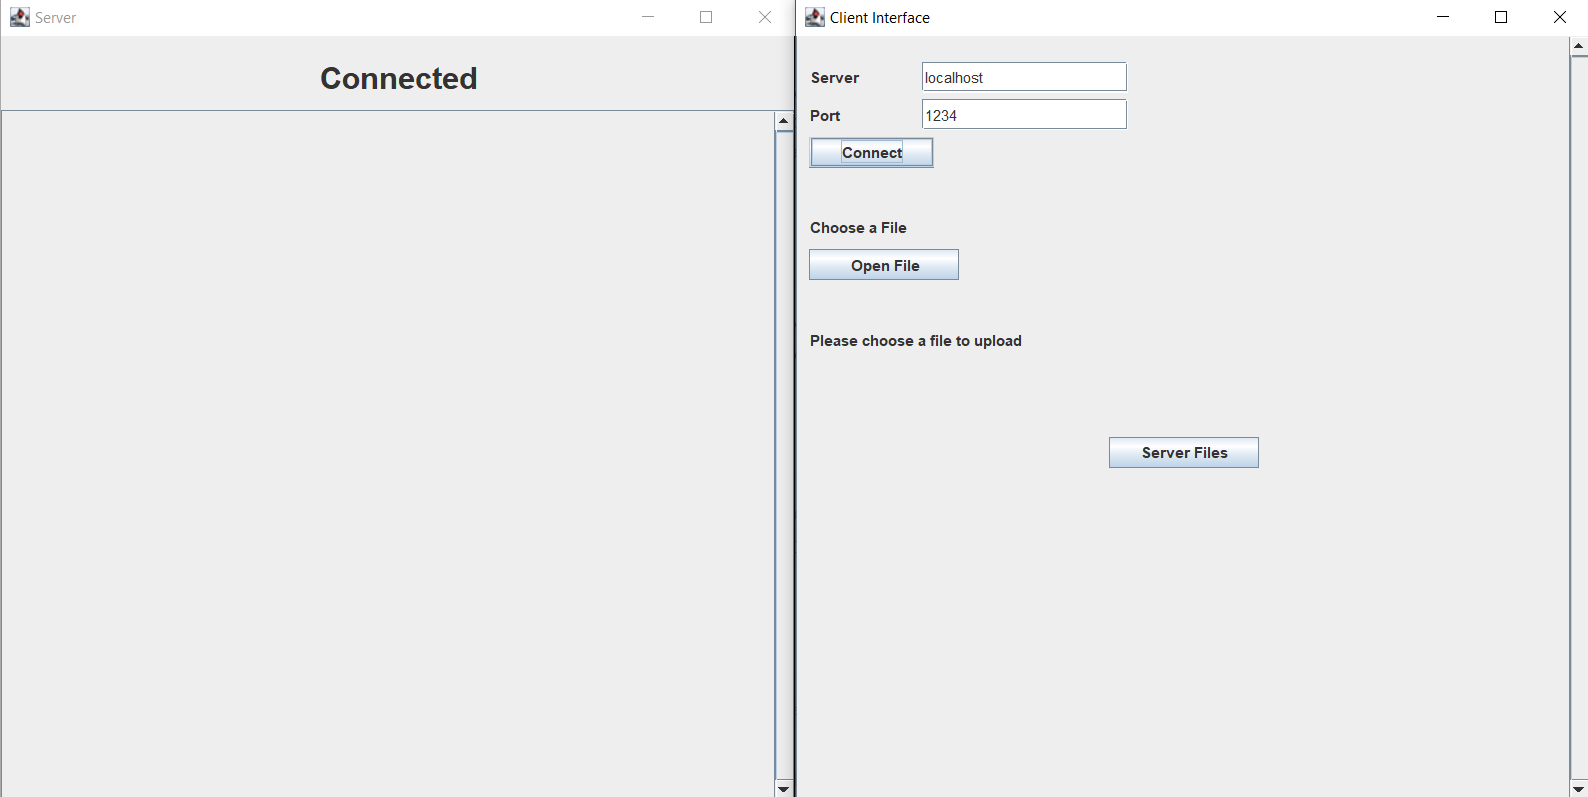 Server
Connected
Client Interface
Server localhost
Port 1234
Connect
Choose a File
Open File
Please choose a file to upload
Server Files